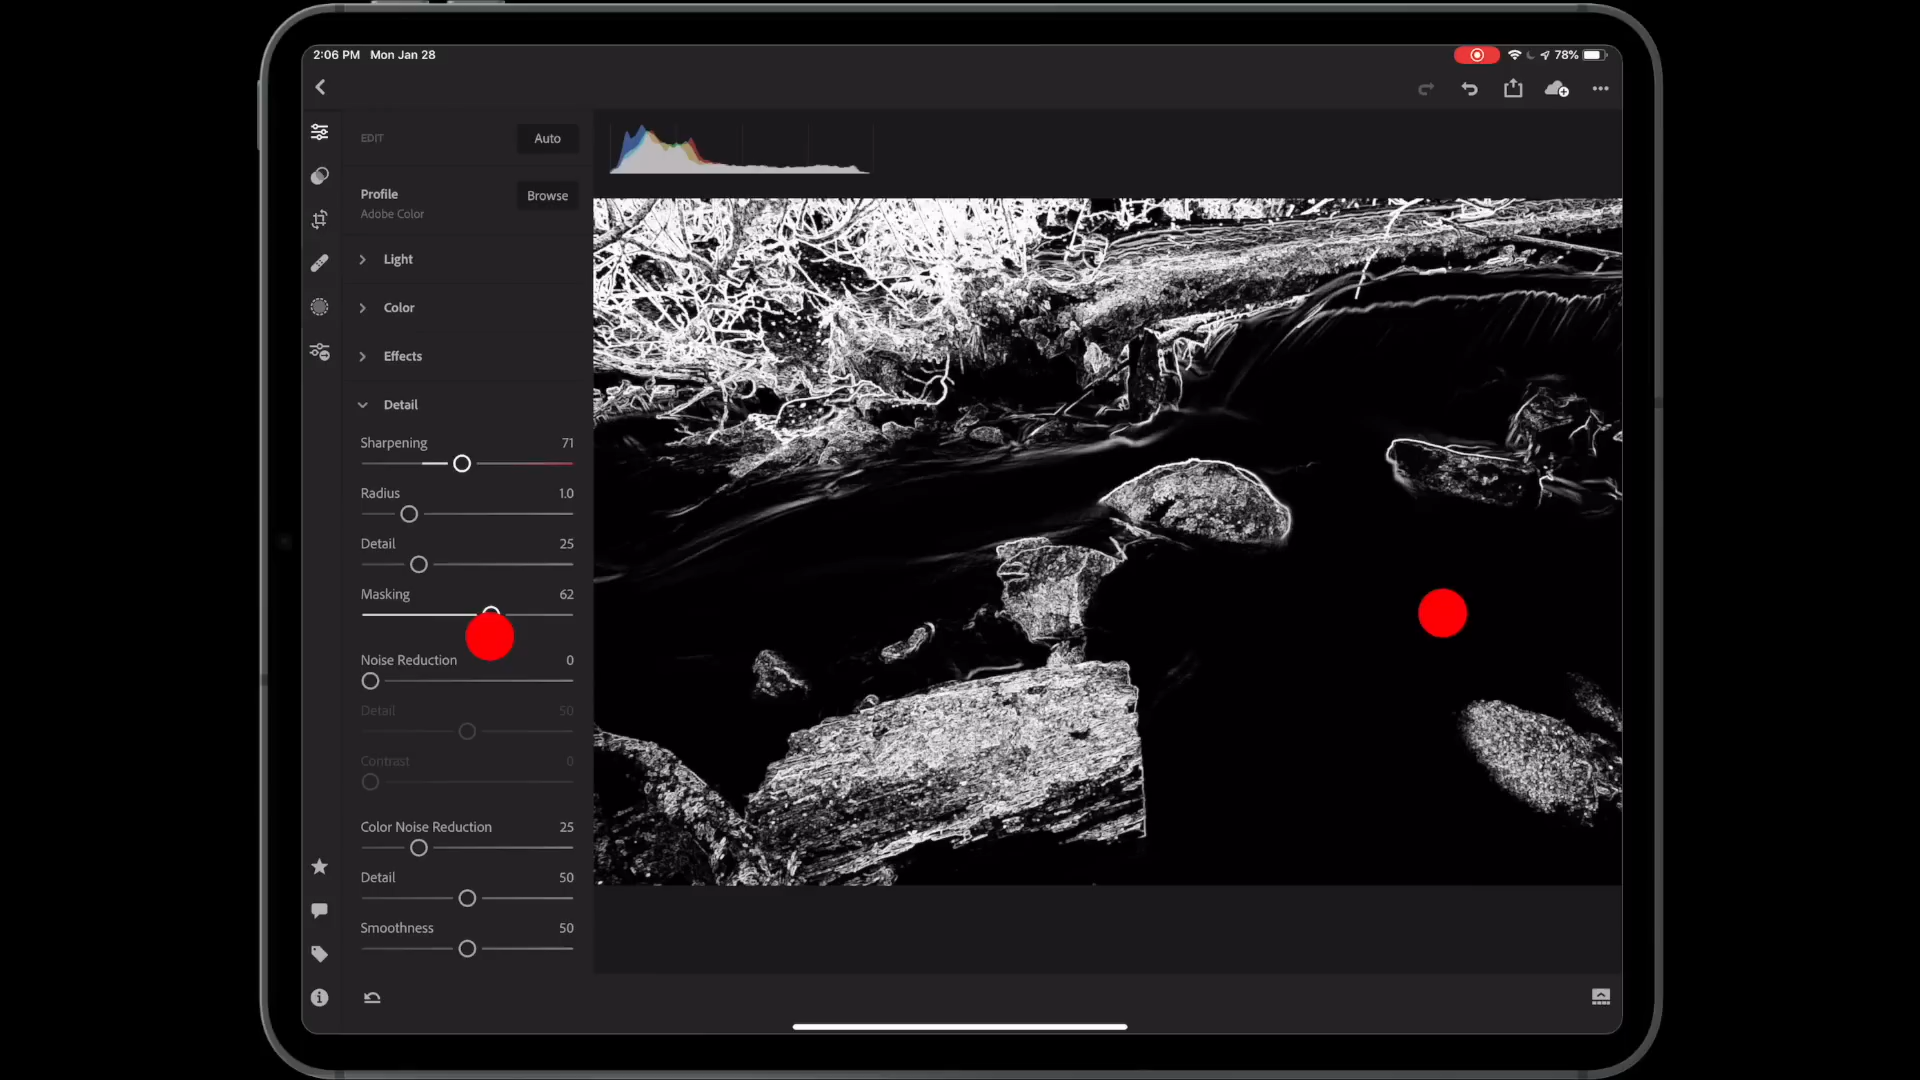 2:06 PM Mon Jan 28
78%
EDIT
Auto
Profile
Browse
Adobe Color
Light
Color
Effects
Detail
Sharpening 71
Radius 1.0
Detail 25
Masking 62
Noise Reduction 0
Detail 50
Contrast 0
Color Noise Reduction 25
Detail 50
Smoothness 50